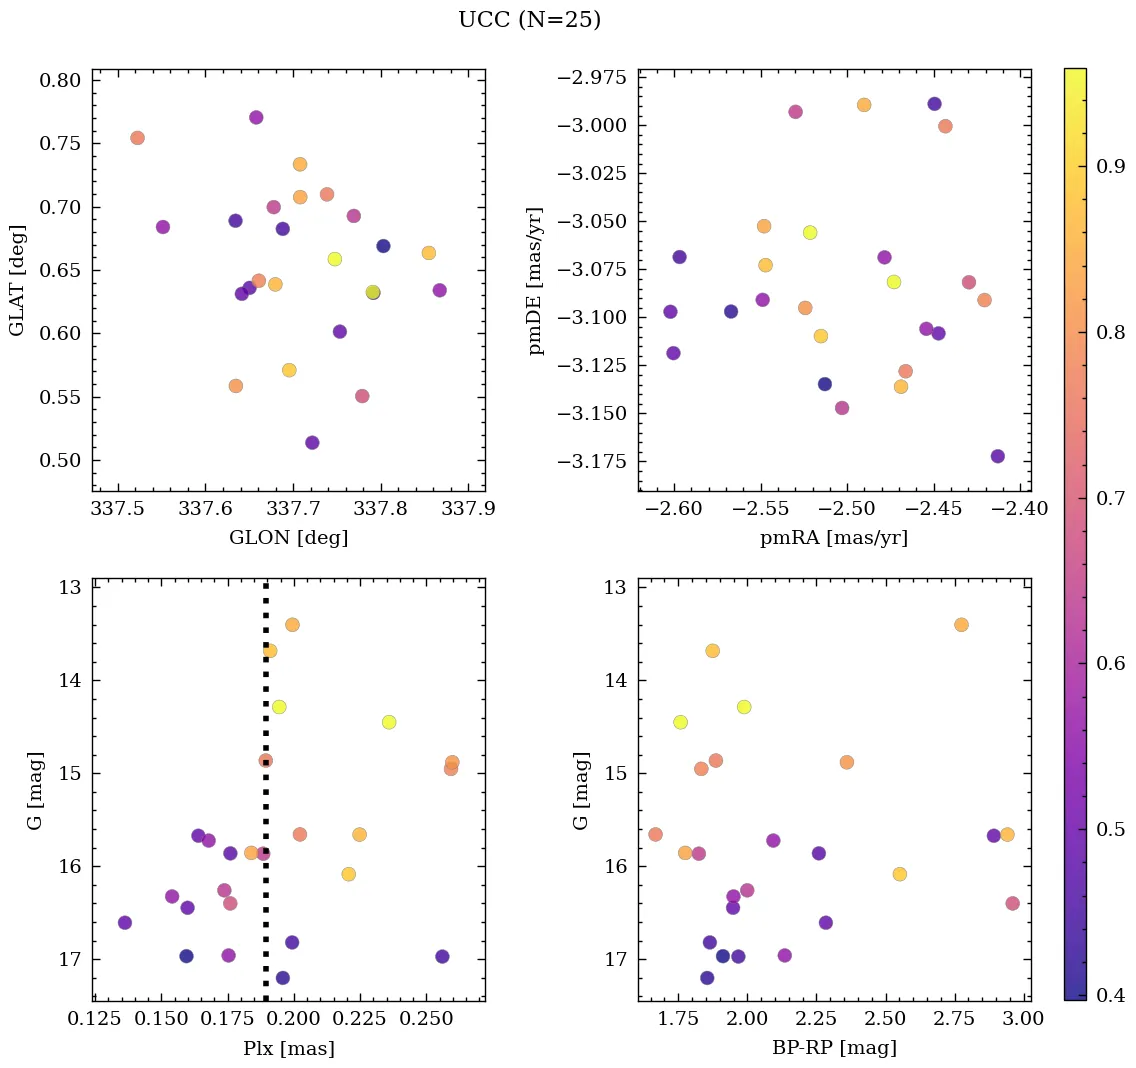 UCC (N=25)
0.80
0.75
0.70
0.65
0.60
0.55
0.50
GLAT [deg]
337.5 337.6 337.7 337.8 337.9
GLON [deg]
−2.975
−3.000
−3.025
−3.050
−3.075
−3.100
−3.125
−3.150
−3.175
pmDE [mas/yr]
−2.60 −2.55 −2.50 −2.45 −2.40
pmRA [mas/yr]
13
14
15
16
17
G [mag]
0.125 0.150 0.175 0.200 0.225 0.250
Plx [mas]
13
14
15
16
17
G [mag]
1.75 2.00 2.25 2.50 2.75 3.00
BP-RP [mag]
0.9
0.8
0.7
0.6
0.5
0.4